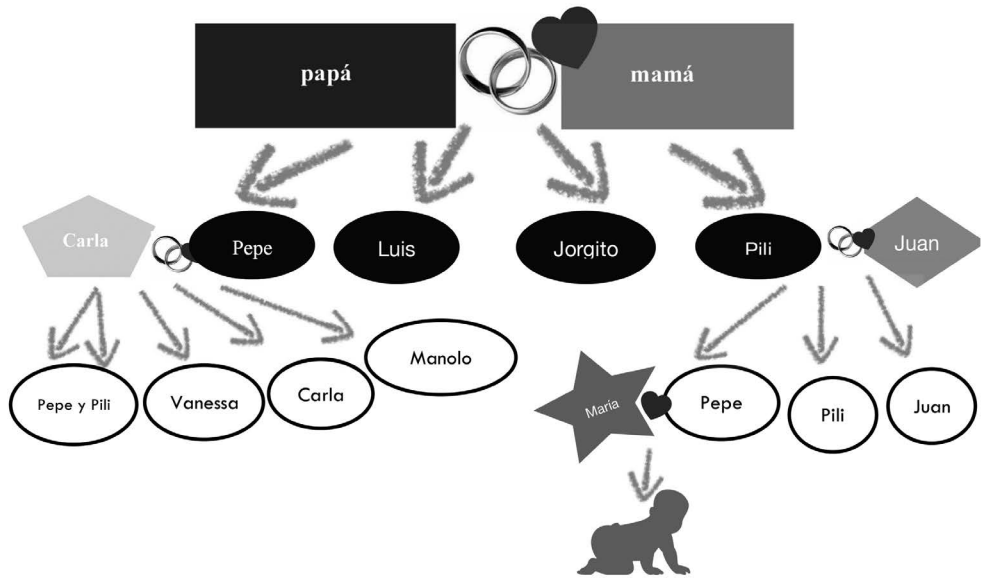 papá
mamá
Carla
Pepe
Luis
Jorgito
Pili
Juan
Pepe y Pili
Vanessa
Carla
Manolo
María
Pepe
Pili
Juan